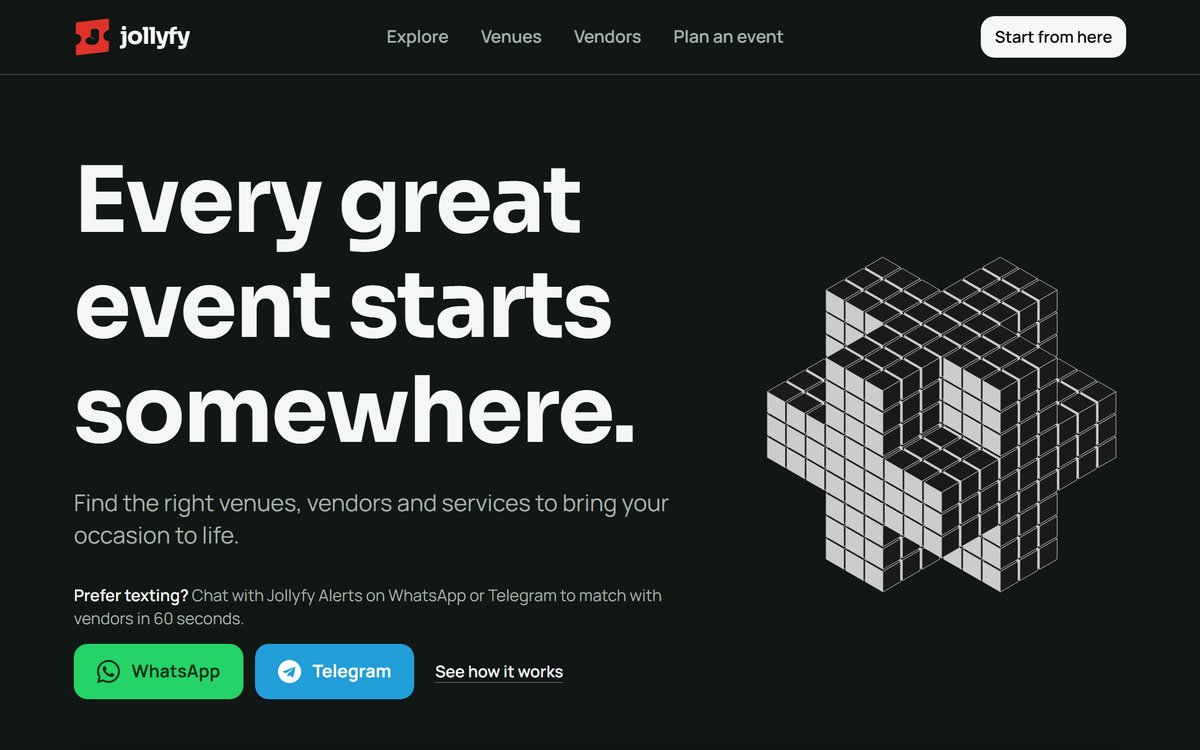 jollyfy
Explore
Venues
Vendors
Plan an event
Start from here
Every great
event starts
somewhere.
Find the right venues, vendors and services to bring your
occasion to life.
Prefer texting? Chat with Jollyfy Alerts on WhatsApp or Telegram to match with
vendors in 60 seconds.
WhatsApp
Telegram
See how it works